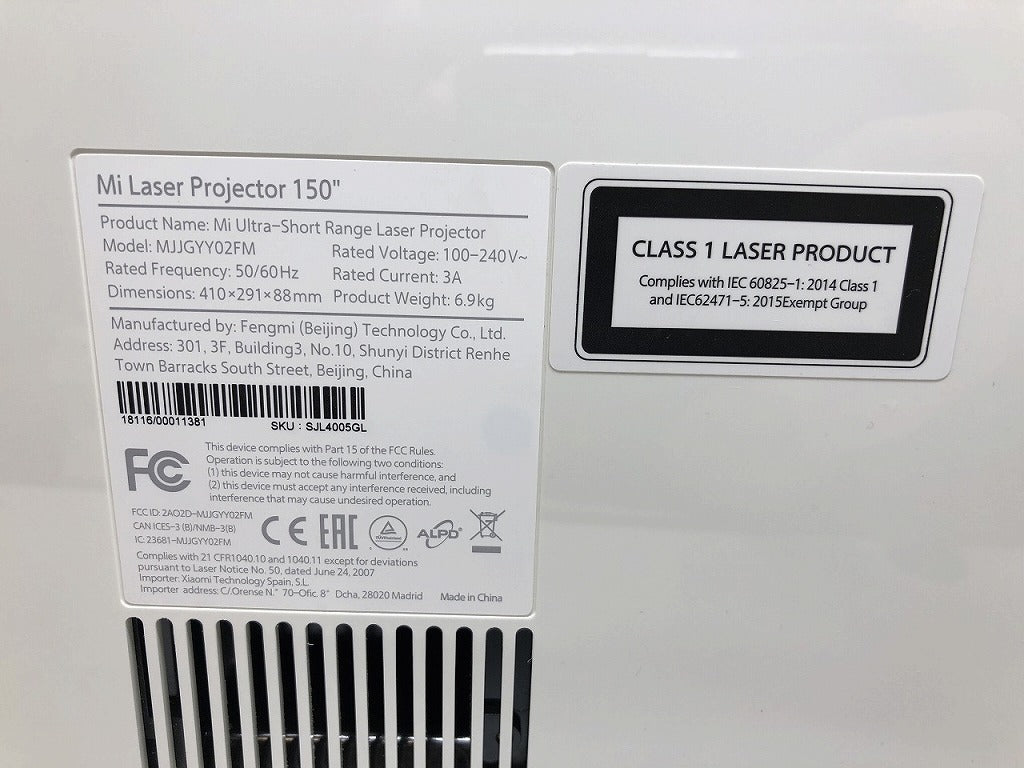 Mi Laser Projector 150"
Product Name: Mi Ultra-Short Range Laser Projector
Model: MJJGYY02FM Rated Voltage: 100-240V~
Rated Frequency: 50/60Hz Rated Current: 3A
Dimensions: 410×291×88mm Product Weight: 6.9kg
Manufactured by: Fengmi (Beijing) Technology Co., Ltd.
Address: 301, 3F, Building3, No.10, Shunyi District Renhe
Town Barracks South Street, Beijing, China
18116/00011381 SKU : SJL4005GL
FCC
This device complies with Part 15 of the FCC Rules.
Operation is subject to the following two conditions:
(1) this device may not cause harmful interference, and
(2) this device must accept any interference received, including
interference that may cause undesired operation.
FCC ID: 2AO2D-MJJGYY02FM
CAN ICES-3 (B)/NMB-3(B)
IC: 23681-MJJGYY02FM
CE EAC ALPD®
Complies with 21 CFR1040.10 and 1040.11 except for deviations
pursuant to Laser Notice No. 50, dated June 24, 2007
Importer: Xiaomi Technology Spain, S.L.
Importer address: C/.Orense N.° 70-Ofic. 8° Dcha, 28020 Madrid Made in China
CLASS 1 LASER PRODUCT
Complies with IEC 60825-1: 2014 Class 1
and IEC62471-5: 2015Exempt Group